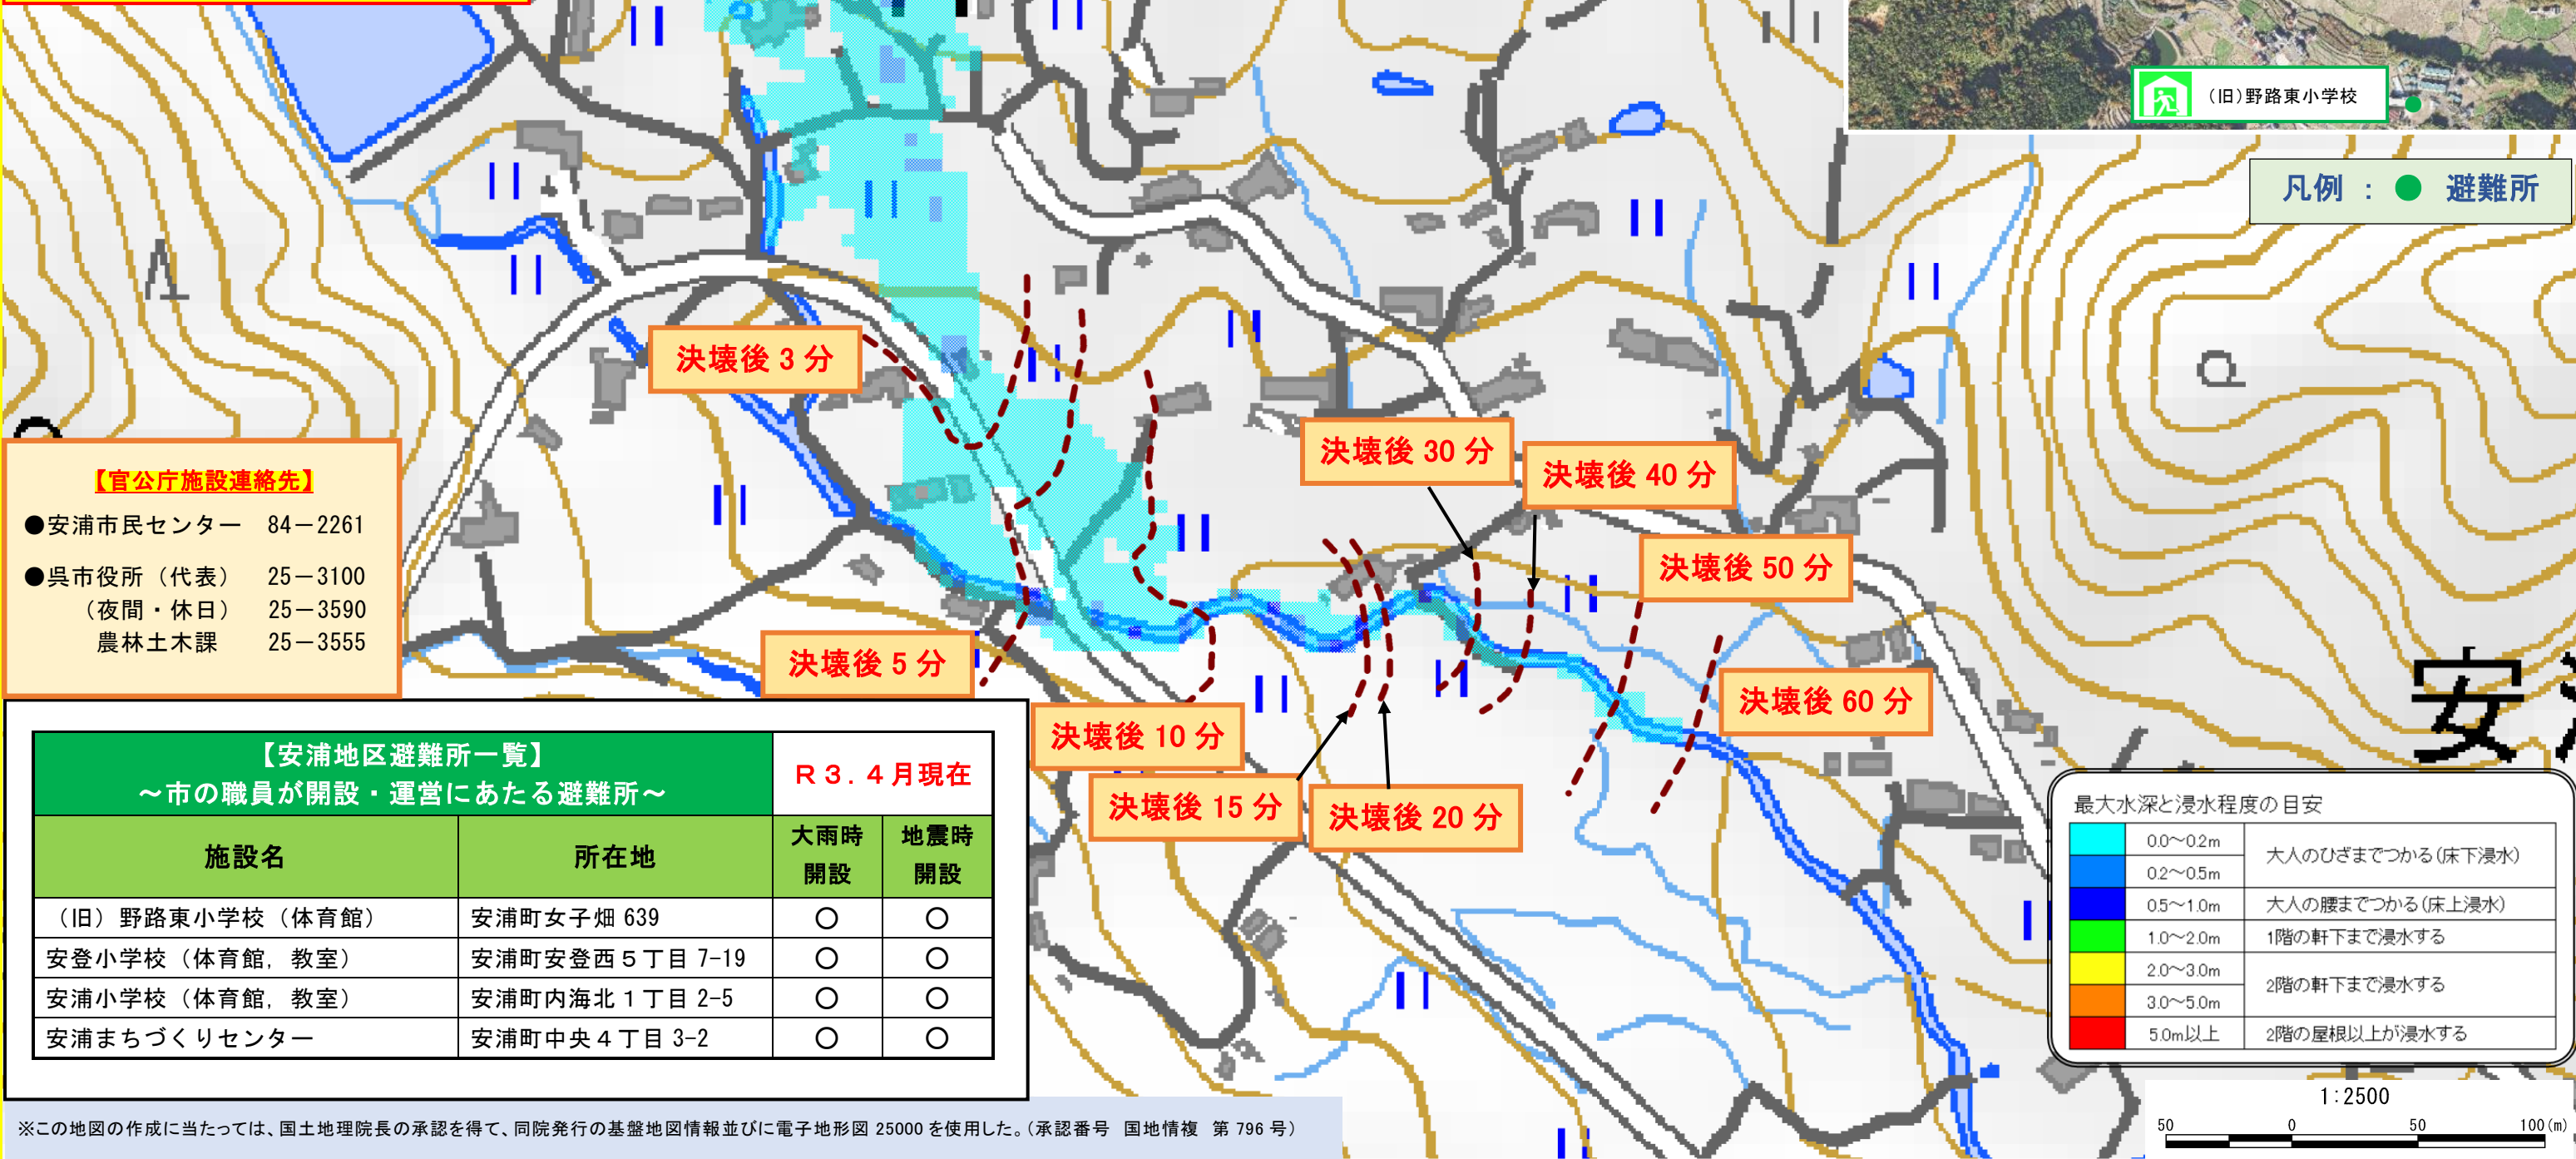 (旧)野路東小学校
凡例 : ● 避難所
決壊後 3 分
決壊後 30 分
決壊後 40 分
決壊後 50 分
【官公庁施設連絡先】
●安浦市民センター 84－2261
●呉市役所（代表） 25－3100
（夜間・休日） 25－3590
農林土木課 25－3555
決壊後 5 分
決壊後 60 分
決壊後 10 分
決壊後 15 分
決壊後 20 分
安
【安浦地区避難所一覧】
～市の職員が開設・運営にあたる避難所～
Ｒ３．４月現在
施設名 所在地 大雨時開設 地震時開設
（旧）野路東小学校（体育館） 安浦町女子畑 639 〇 〇
安登小学校（体育館，教室） 安浦町安登西５丁目 7-19 〇 〇
安浦小学校（体育館，教室） 安浦町内海北１丁目 2-5 〇 〇
安浦まちづくりセンター 安浦町中央４丁目 3-2 〇 〇
最大水深と浸水程度の目安
0.0～0.2m 大人のひざまでつかる(床下浸水)
0.2～0.5m
0.5～1.0m 大人の腰までつかる(床上浸水)
1.0～2.0m 1階の軒下まで浸水する
2.0～3.0m 2階の軒下まで浸水する
3.0～5.0m
5.0m以上 2階の屋根以上が浸水する
1:2500
50 0 50 100(m)
※この地図の作成に当たっては、国土地理院長の承認を得て、同院発行の基盤地図情報並びに電子地形図 25000 を使用した。（承認番号 国地情複 第 796 号）